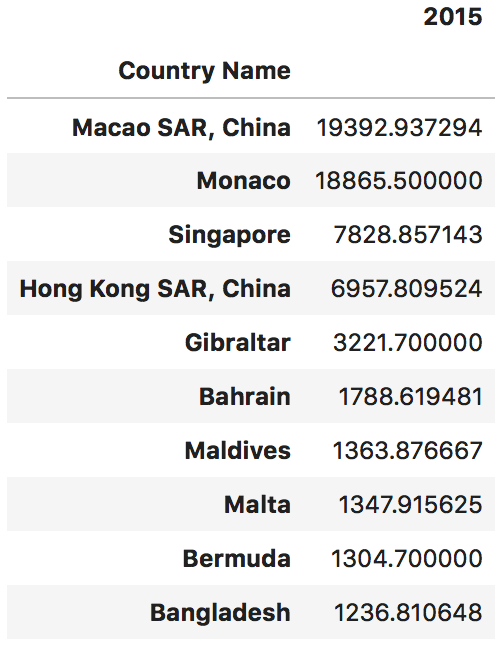 2015
Country Name
Macao SAR, China 19392.937294
Monaco 18865.500000
Singapore 7828.857143
Hong Kong SAR, China 6957.809524
Gibraltar 3221.700000
Bahrain 1788.619481
Maldives 1363.876667
Malta 1347.915625
Bermuda 1304.700000
Bangladesh 1236.810648